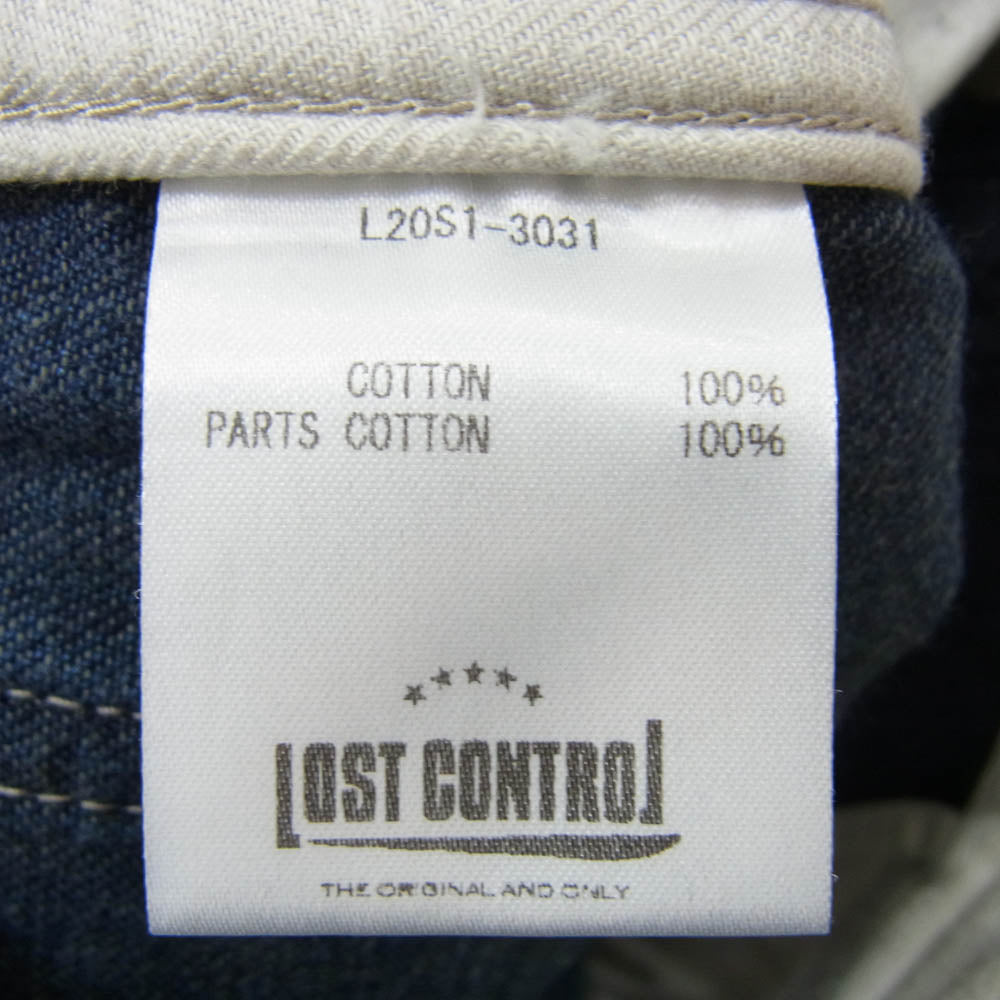 L20S1-3031
COTTON 100%
PARTS COTTON 100%
LOST CONTROL
THE ORIGINAL AND ONLY